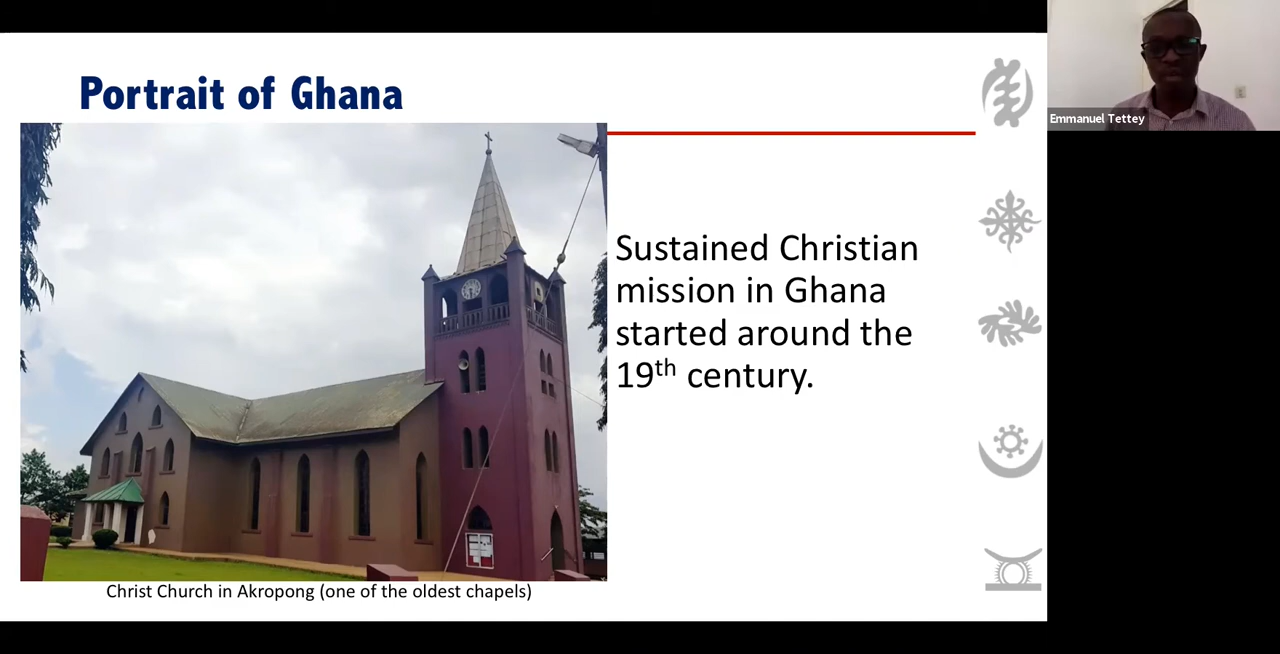 Portrait of Ghana
Sustained Christian
mission in Ghana
started around the
19th century.
Christ Church in Akropong (one of the oldest chapels)
Emmanuel Tettey